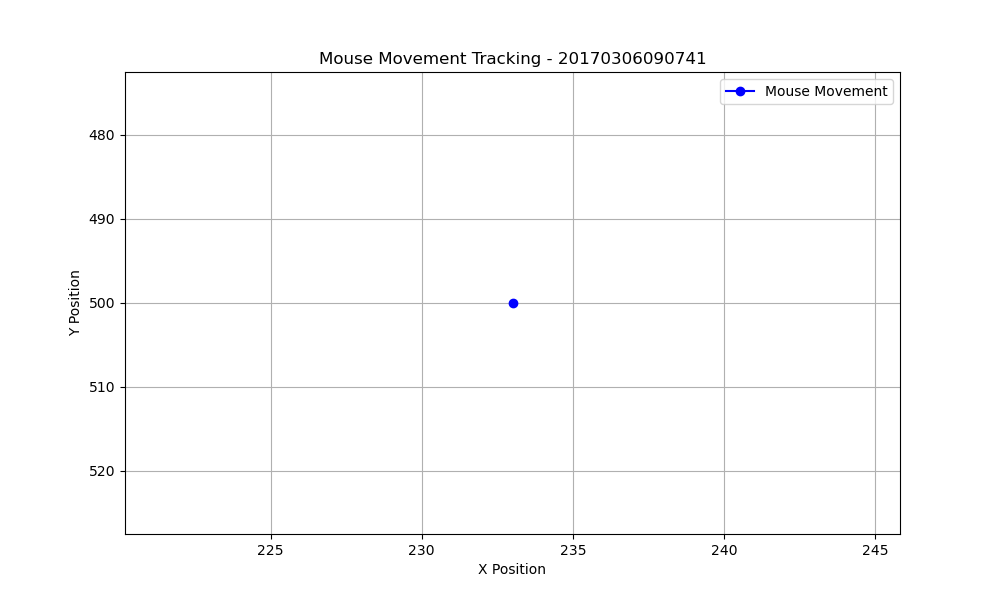 Mouse Movement Tracking - 20170306090741
Mouse Movement
480
490
500
510
520
Y Position
225 230 235 240 245
X Position